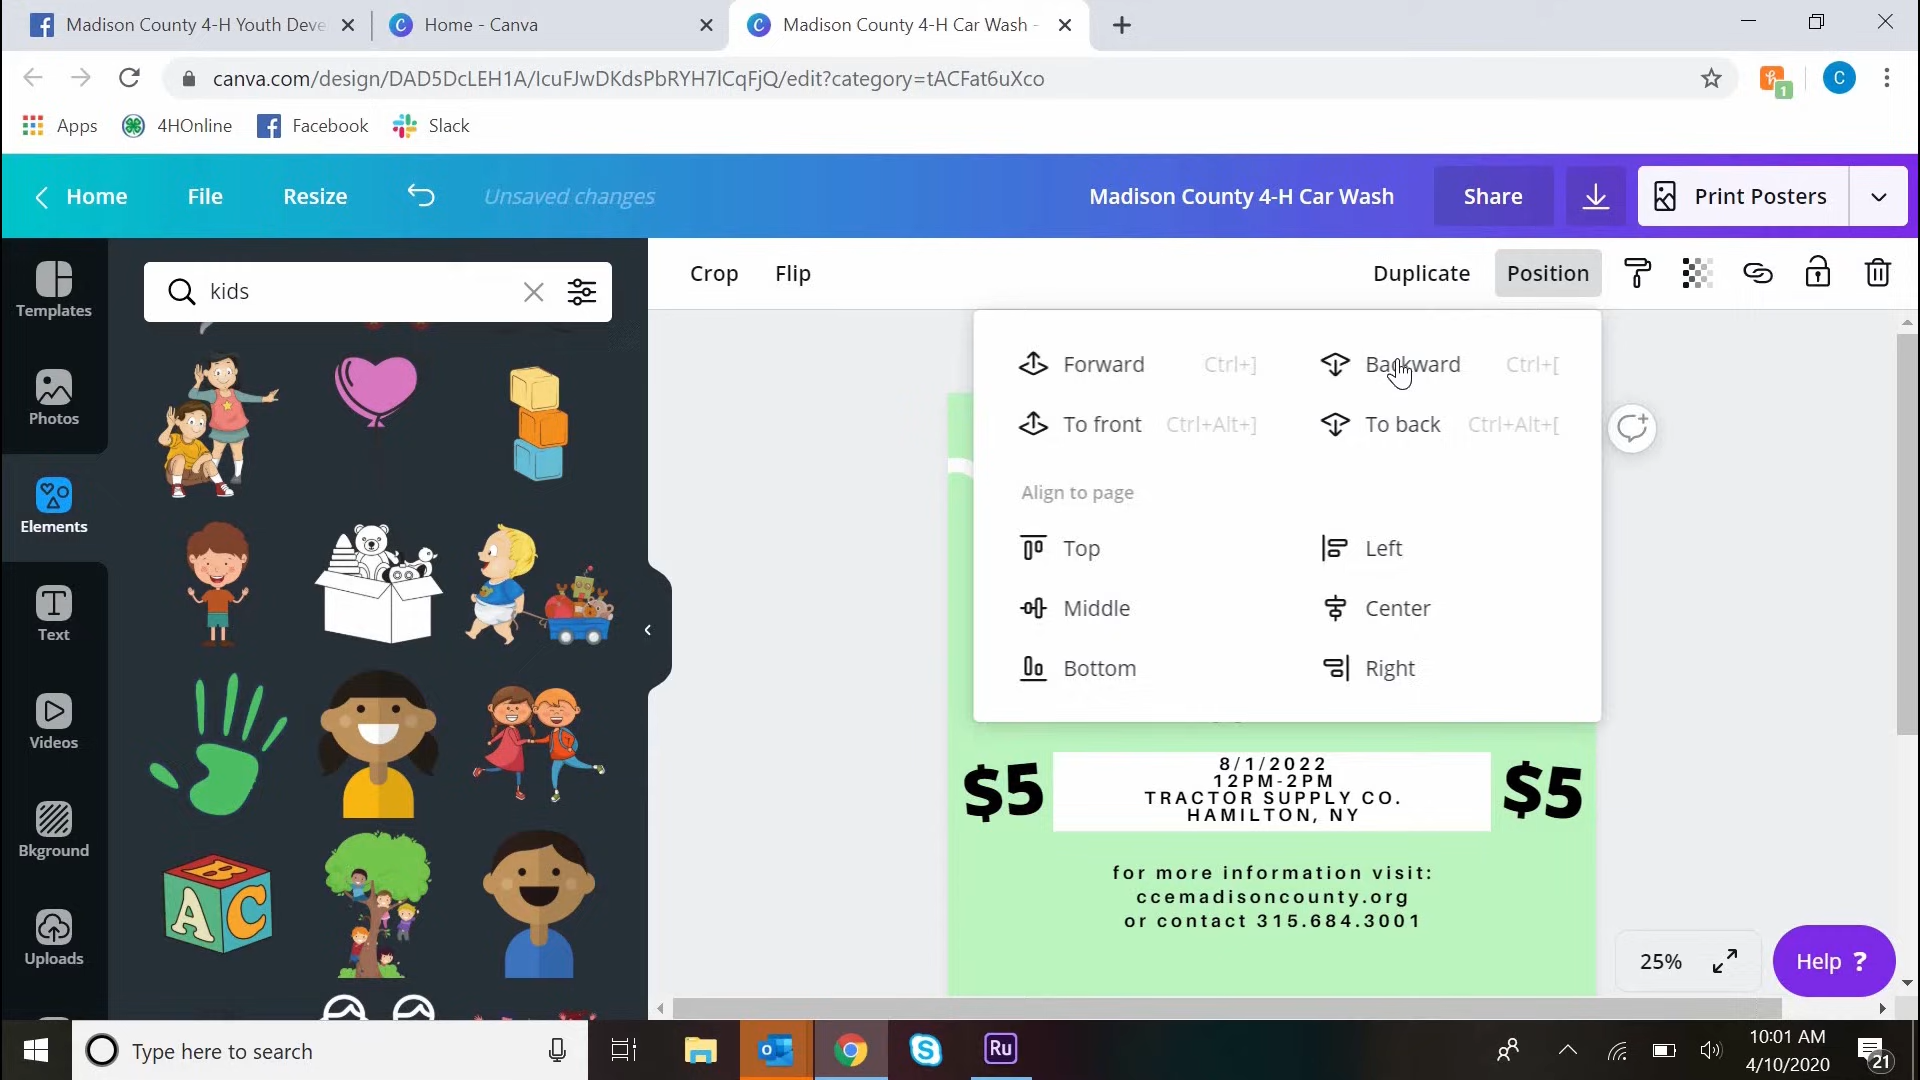 Madison County 4-H Youth Deve
Home - Canva
Madison County 4-H Car Wash -
canva.com/design/DAD5DcLEH1A/IcuFJwDKdsPbRYH7lCqFjQ/edit?category=tACFat6uXco
1
C
Apps
4HOnline
Facebook
Slack
Home
File
Resize
Unsaved changes
Madison County 4-H Car Wash
Share
Print Posters
Templates
Photos
Elements
Text
Videos
Bkground
Uploads
kids
Crop
Flip
Duplicate
Position
Forward Ctrl+]
Backward Ctrl+[
To front Ctrl+Alt+]
To back Ctrl+Alt+[
Align to page
Top
Left
Middle
Center
Bottom
Right
A B C
$5
8/1/2022
12PM-2PM
TRACTOR SUPPLY CO.
HAMILTON, NY
$5
for more information visit:
ccemadisoncounty.org
or contact 315.684.3001
25%
Help ?
Type here to search
Ru
10:01 AM
4/10/2020
21